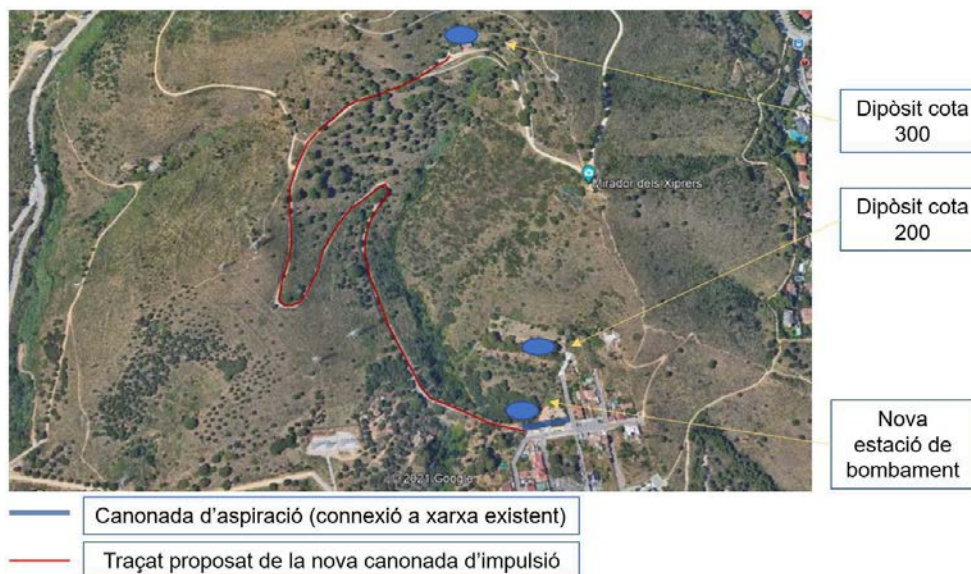 Dipòsit cota
300
Mirador dels Xiprers
Dipòsit cota
200
Nova
estació de
bombament
© 2021 Google
Canonada d'aspiració (connexió a xarxa existent)
Traçat proposat de la nova canonada d'impulsió